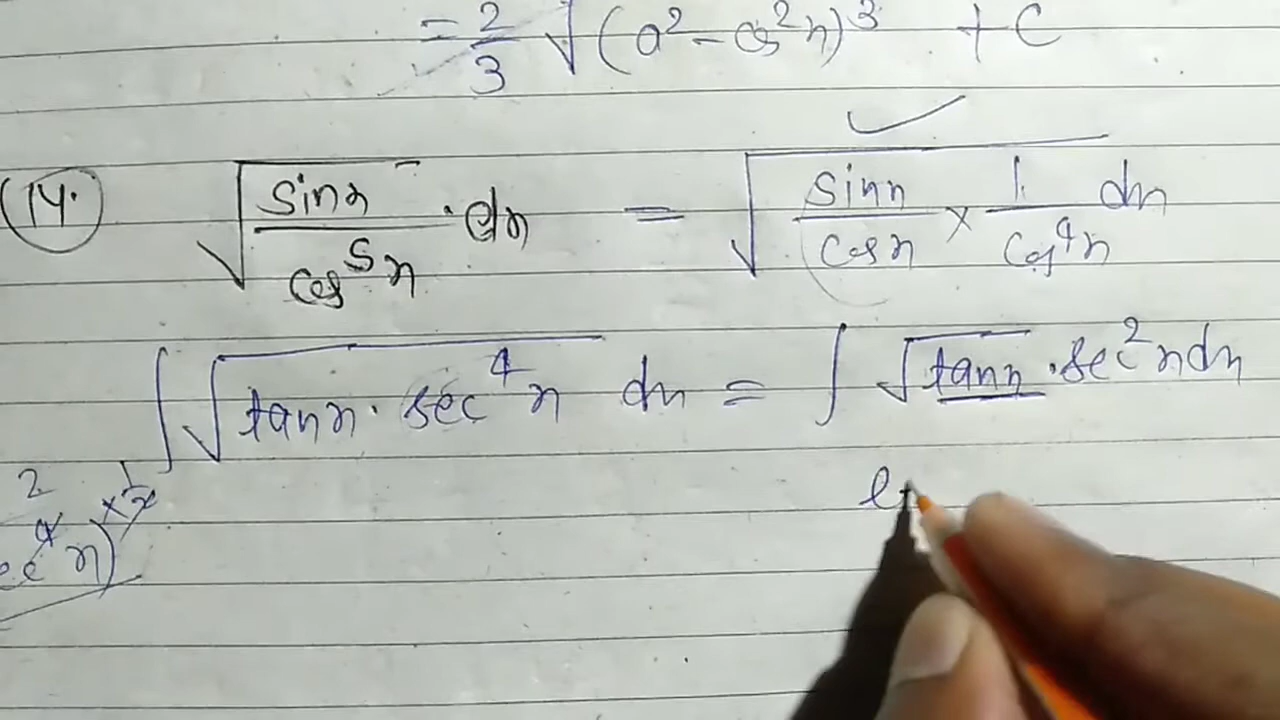 = 2/3 √(a² - cos²x)³ + C
(14.) √(sinx/cos⁵x) · dx = √(sinx/cosx × 1/cos⁴x) dx
∫√(tanx · sec⁴x) dx = ∫√tanx · sec²x dx